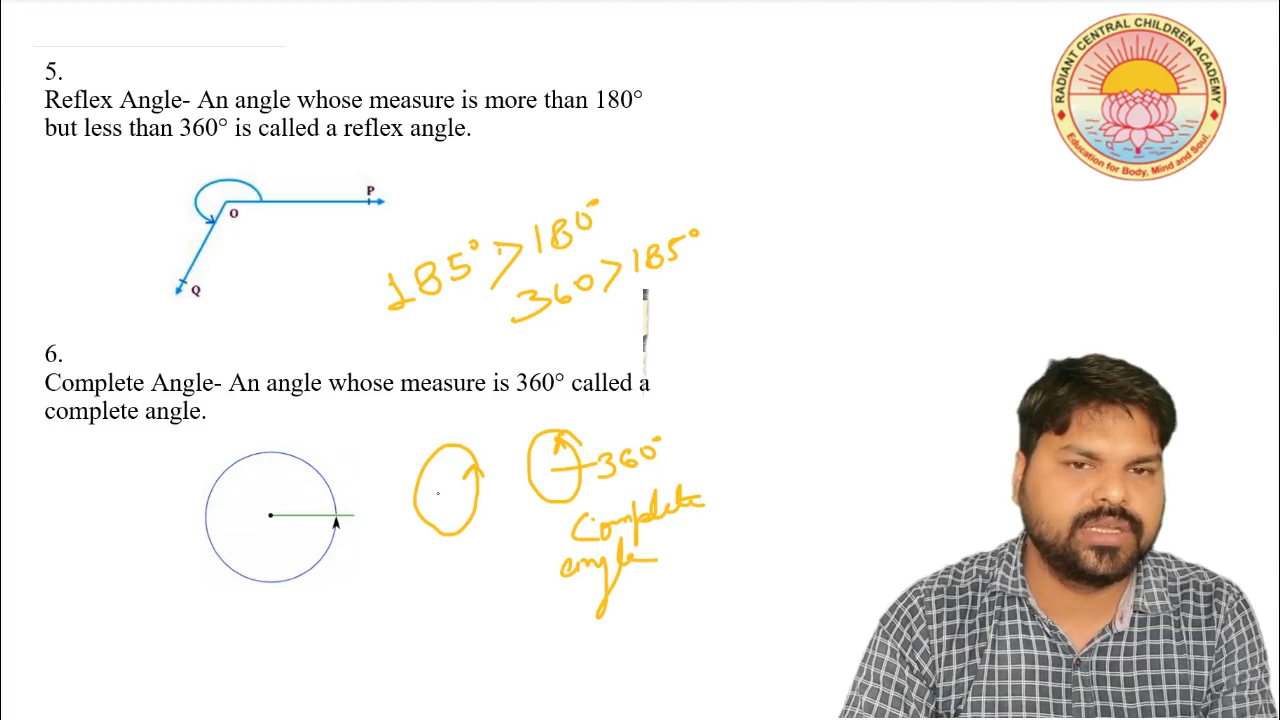 5.
Reflex Angle- An angle whose measure is more than 180°
but less than 360° is called a reflex angle.
P
O
Q
185° > 180°
360 > 185°
6.
Complete Angle- An angle whose measure is 360° called a
complete angle.
360°
Complete
angle
RADIANT CENTRAL CHILDREN ACADEMY
Education for Body, Mind and Soul.